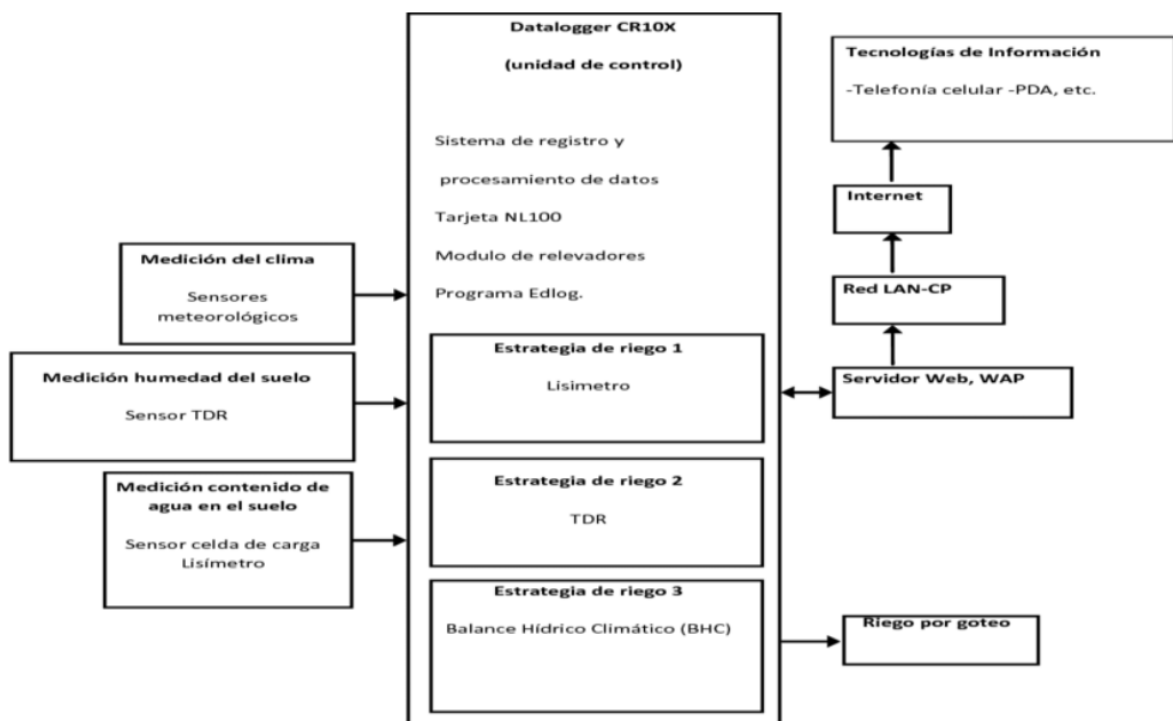 Datalogger CR10X
(unidad de control)
Sistema de registro y
procesamiento de datos
Tarjeta NL100
Modulo de relevadores
Programa Edlog.
Medición del clima
Sensores
meteorológicos
Medición humedad del suelo
Sensor TDR
Medición contenido de
agua en el suelo
Sensor celda de carga
Lisímetro
Estrategia de riego 1
Lisimetro
Estrategia de riego 2
TDR
Estrategia de riego 3
Balance Hídrico Climático (BHC)
Tecnologías de Información
-Telefonía celular -PDA, etc.
Internet
Red LAN-CP
Servidor Web, WAP
Riego por goteo